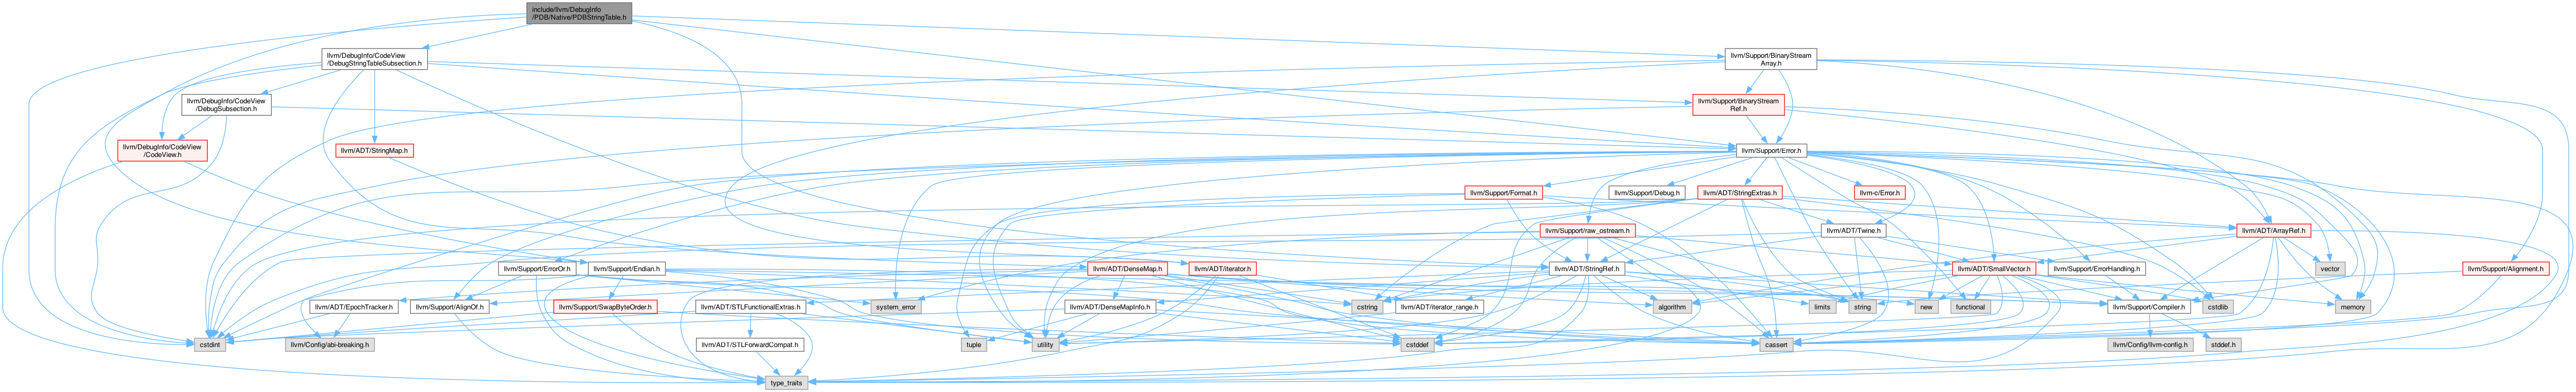 include/llvm/DebugInfo
/PDB/Native/PDBStringTable.h
llvm/DebugInfo/CodeView
/DebugStringTableSubsection.h
llvm/Support/BinaryStream
Array.h
llvm/DebugInfo/CodeView
/DebugSubsection.h
llvm/Support/BinaryStream
Ref.h
llvm/DebugInfo/CodeView
/CodeView.h
llvm/ADT/StringMap.h
llvm/Support/Error.h
llvm/Support/Format.h
llvm/Support/Debug.h
llvm/ADT/StringExtras.h
llvm-c/Error.h
llvm/Support/raw_ostream.h
llvm/ADT/Twine.h
llvm/ADT/ArrayRef.h
llvm/Support/ErrorOr.h
llvm/Support/Endian.h
llvm/ADT/DenseMap.h
llvm/ADT/iterator.h
llvm/ADT/StringRef.h
llvm/ADT/SmallVector.h
llvm/Support/ErrorHandling.h
vector
llvm/Support/Alignment.h
llvm/ADT/EpochTracker.h
llvm/Support/AlignOf.h
llvm/Support/SwapByteOrder.h
llvm/ADT/STLFunctionalExtras.h
system_error
llvm/ADT/DenseMapInfo.h
cstring
llvm/ADT/iterator_range.h
algorithm
limits
string
new
functional
llvm/Support/Compiler.h
cstdlib
memory
cstdint
llvm/Config/abi-breaking.h
llvm/ADT/STLForwardCompat.h
tuple
utility
cstddef
cassert
llvm/Config/llvm-config.h
stddef.h
type_traits